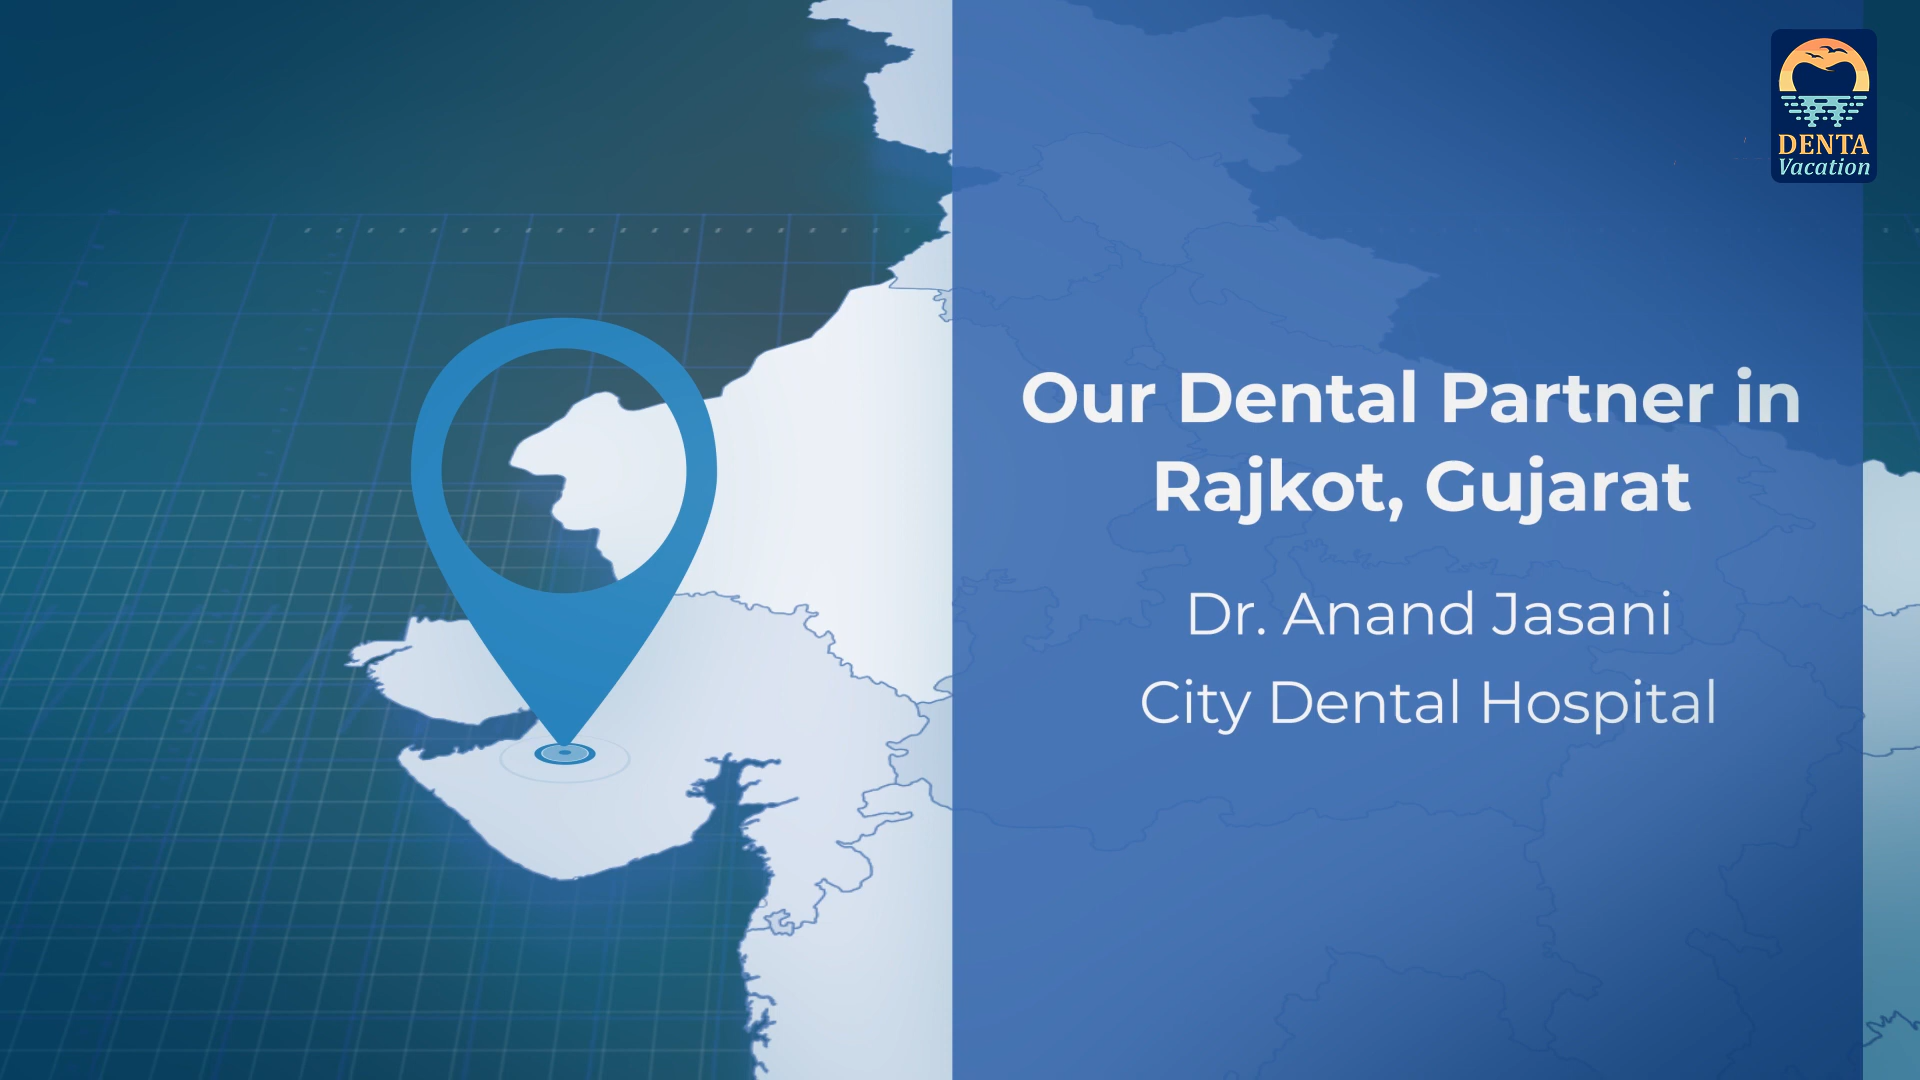 DENTA
Vacation
Our Dental Partner in
Rajkot, Gujarat
Dr. Anand Jasani
City Dental Hospital